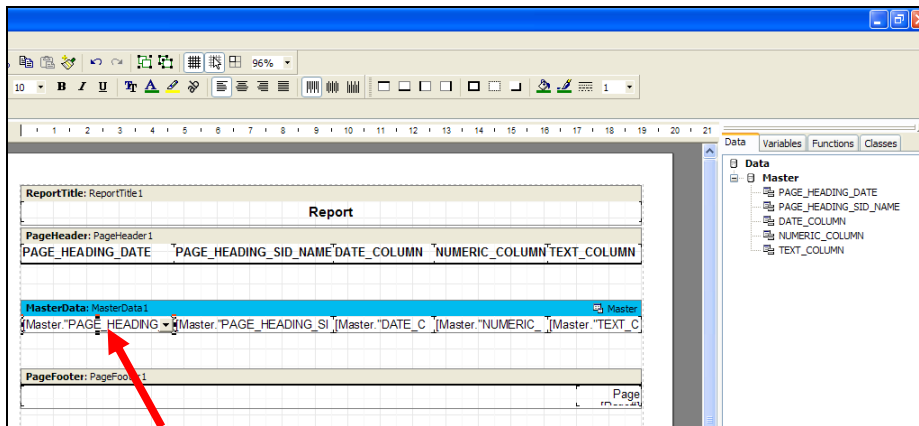 96%
10 B I U 1
1 2 3 4 5 6 7 8 9 10 11 12 13 14 15 16 17 18 19 20 21
Data Variables Functions Classes
Data
Master
PAGE_HEADING_DATE
PAGE_HEADING_SID_NAME
DATE_COLUMN
NUMERIC_COLUMN
TEXT_COLUMN
ReportTitle: ReportTitle1
Report
PageHeader: PageHeader1
PAGE_HEADING_DATE PAGE_HEADING_SID_NAME DATE_COLUMN NUMERIC_COLUMN TEXT_COLUMN
MasterData: MasterData1 Master
[Master."PAGE_HEADING [Master."PAGE_HEADING_SI [Master."DATE_C [Master."NUMERIC_ [Master."TEXT_C
PageFooter: PageFooter1
Page